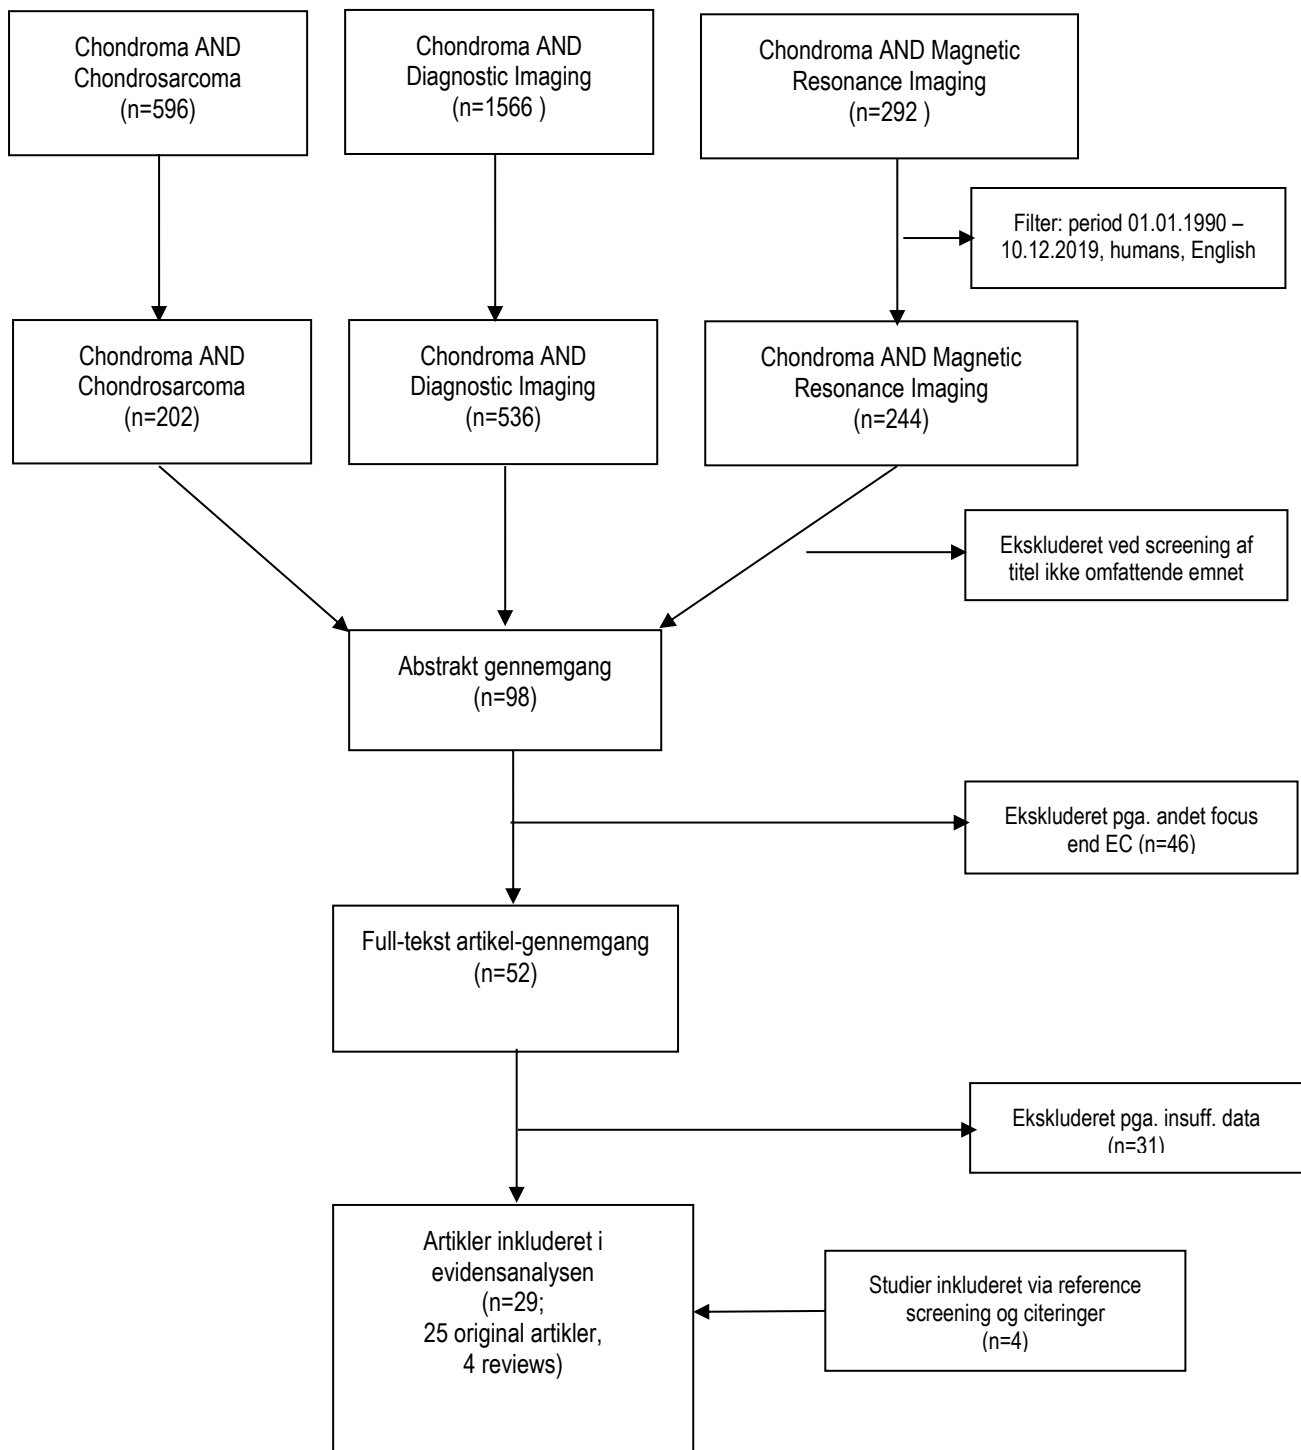 Chondroma AND
Chondrosarcoma
(n=596)
Chondroma AND
Diagnostic Imaging
(n=1566 )
Chondroma AND Magnetic
Resonance Imaging
(n=292 )
Filter: period 01.01.1990 –
10.12.2019, humans, English
Chondroma AND
Chondrosarcoma
(n=202)
Chondroma AND
Diagnostic Imaging
(n=536)
Chondroma AND Magnetic
Resonance Imaging
(n=244)
Ekskluderet ved screening af
titel ikke omfattende emnet
Abstrakt gennemgang
(n=98)
Ekskluderet pga. andet focus
end EC (n=46)
Full-tekst artikel-gennemgang
(n=52)
Ekskluderet pga. insuff. data
(n=31)
Artikler inkluderet i
evidensanalysen
(n=29;
25 original artikler,
4 reviews)
Studier inkluderet via reference
screening og citeringer
(n=4)